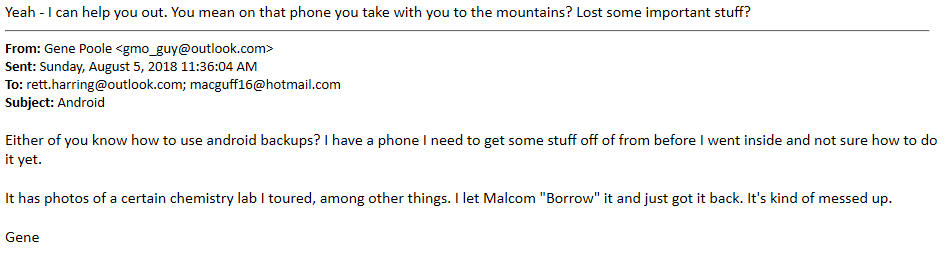 Yeah - I can help you out. You mean on that phone you take with you to the mountains? Lost some important stuff?
From: Gene Poole <gmo_guy@outlook.com>
Sent: Sunday, August 5, 2018 11:36:04 AM
To: rett.harring@outlook.com; macguff16@hotmail.com
Subject: Android
Either of you know how to use android backups? I have a phone I need to get some stuff off of from before I went inside and not sure how to do
it yet.
It has photos of a certain chemistry lab I toured, among other things. I let Malcom "Borrow" it and just got it back. It's kind of messed up.
Gene